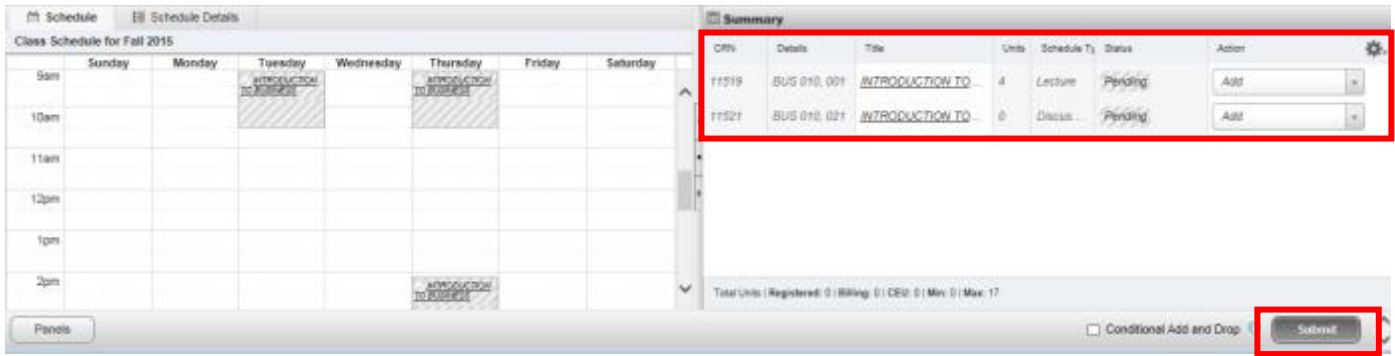 Schedule Schedule Details
Class Schedule for Fall 2015
Sunday Monday Tuesday Wednesday Thursday Friday Saturday
9am INTRODUCTION TO BUSINESS INTRODUCTION TO BUSINESS
10am
11am
12pm
1pm
2pm INTRODUCTION TO BUSINESS
Panels
Summary
CRN Details Title Units Schedule Ty Status Action
11519 BUS 010, 001 INTRODUCTION TO... 4 Lecture Pending Add
11521 BUS 010, 021 INTRODUCTION TO... 0 Discus... Pending Add
Total Units | Registered: 0 | Billing: 0 | CEU: 0 | Min: 0 | Max: 17
Conditional Add and Drop Submit